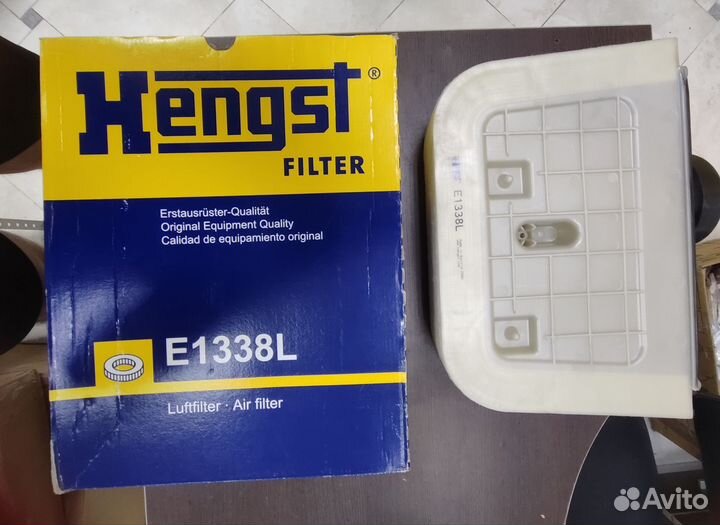 Hengst®
FILTER
Erstausrüster-Qualität
Original Equipment Quality
Calidad de equipamiento original
E1338L
Luftfilter · Air filter
E1338L
Avito